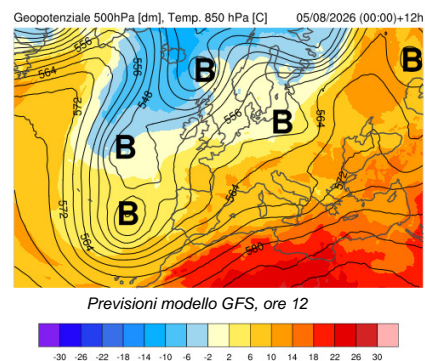 Geopotenziale 500hPa [dm], Temp. 850 hPa [C] 05/08/2026 (00:00)+12h
556 556 B B
564 548
572 556 B 564
B
572 B 564 572
564 580
Previsioni modello GFS, ore 12
-30 -26 -22 -18 -14 -10 -6 -2 2 6 10 14 18 22 26 30